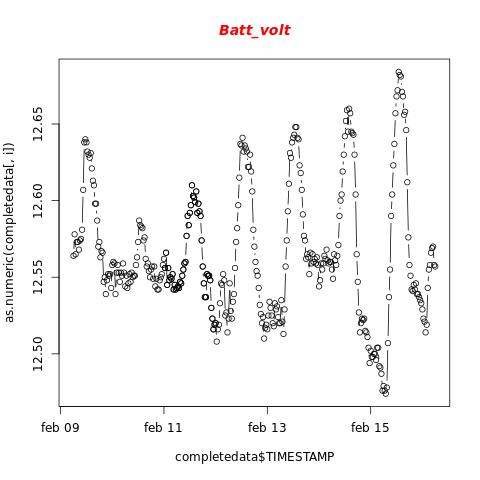 Batt_volt
as.numeric(completedata[, i])
12.65
12.60
12.55
12.50
feb 09 feb 11 feb 13 feb 15
completedata$TIMESTAMP